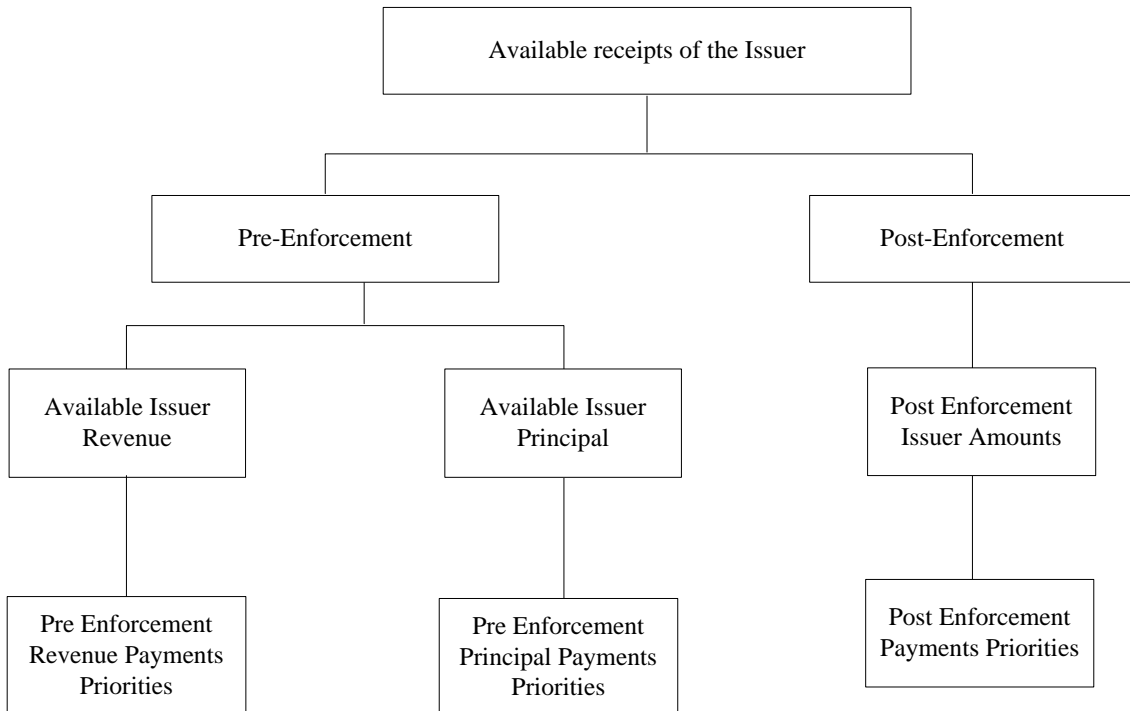 Available receipts of the Issuer
Pre-Enforcement
Post-Enforcement
Available Issuer
Revenue
Available Issuer
Principal
Post Enforcement
Issuer Amounts
Pre Enforcement
Revenue Payments
Priorities
Pre Enforcement
Principal Payments
Priorities
Post Enforcement
Payments Priorities